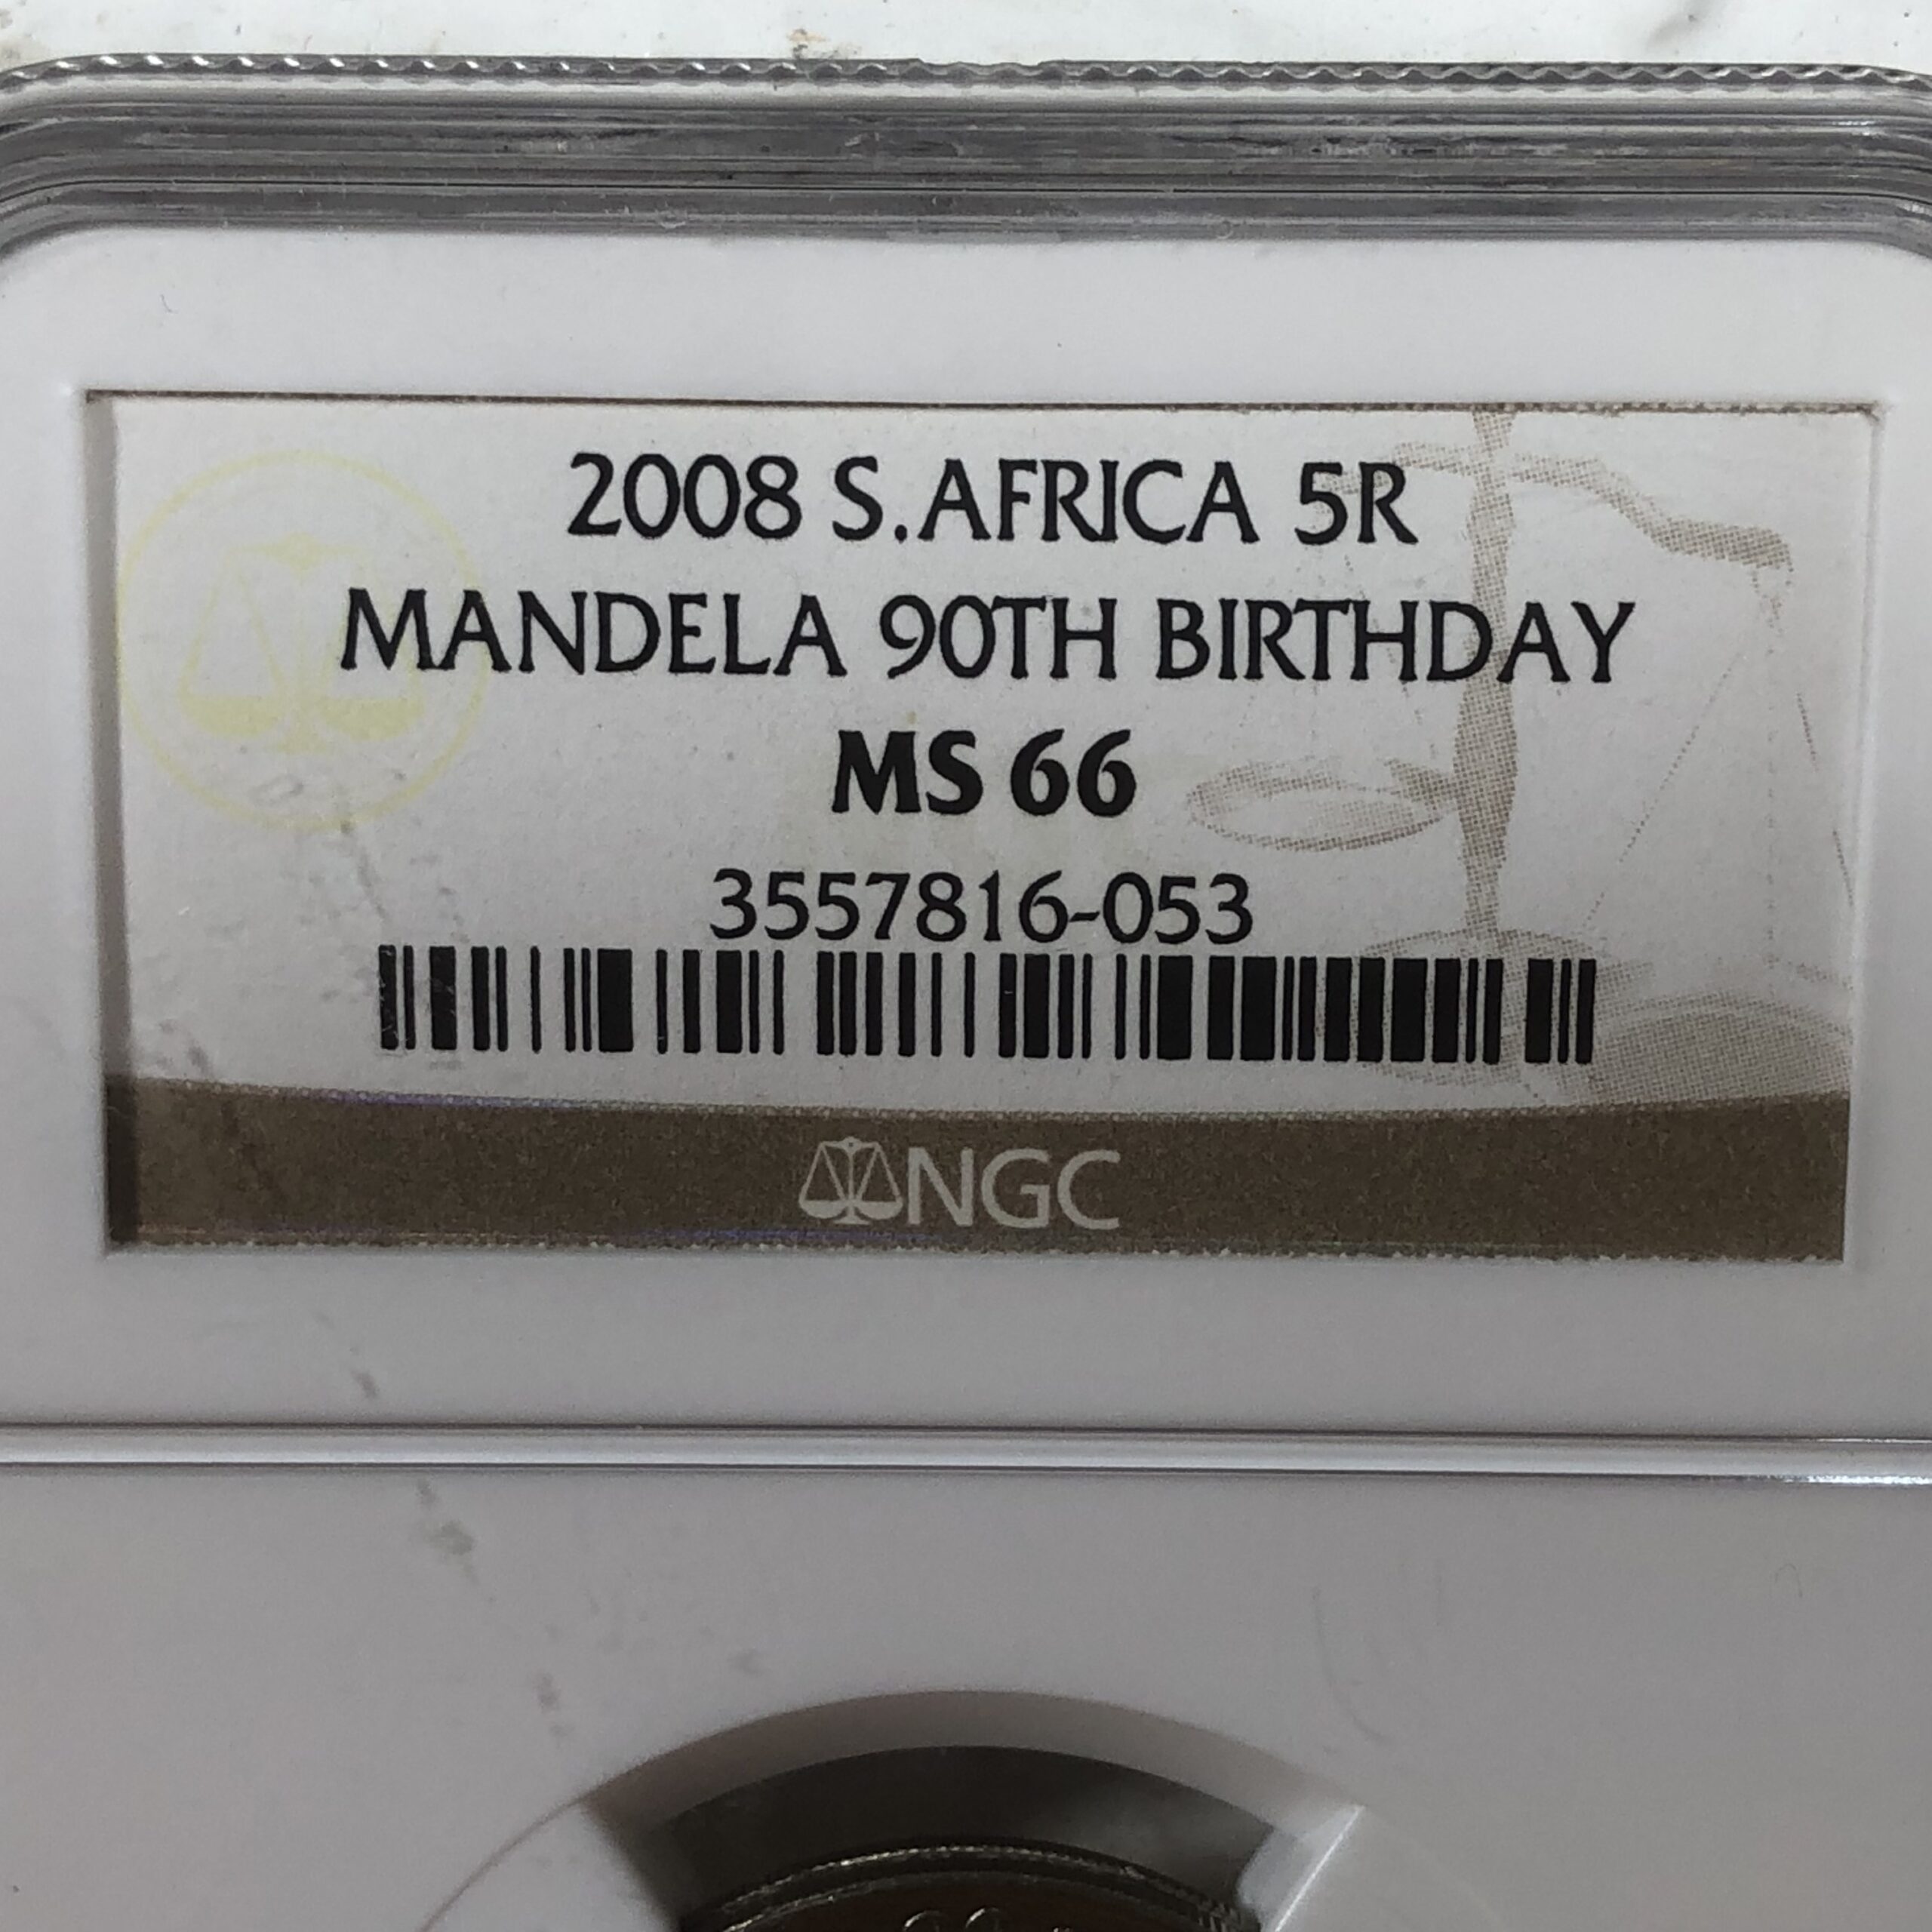 2008 S.AFRICA 5R
MANDELA 90TH BIRTHDAY
MS 66
3557816-053
NGC